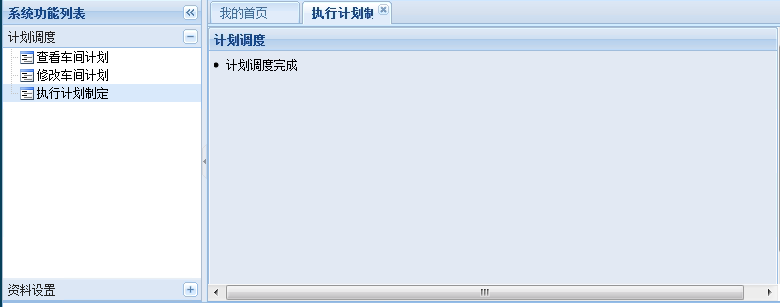 系统功能列表
计划调度
查看车间计划
修改车间计划
执行计划制定
资料设置
我的首页
执行计划制
计划调度
计划调度完成